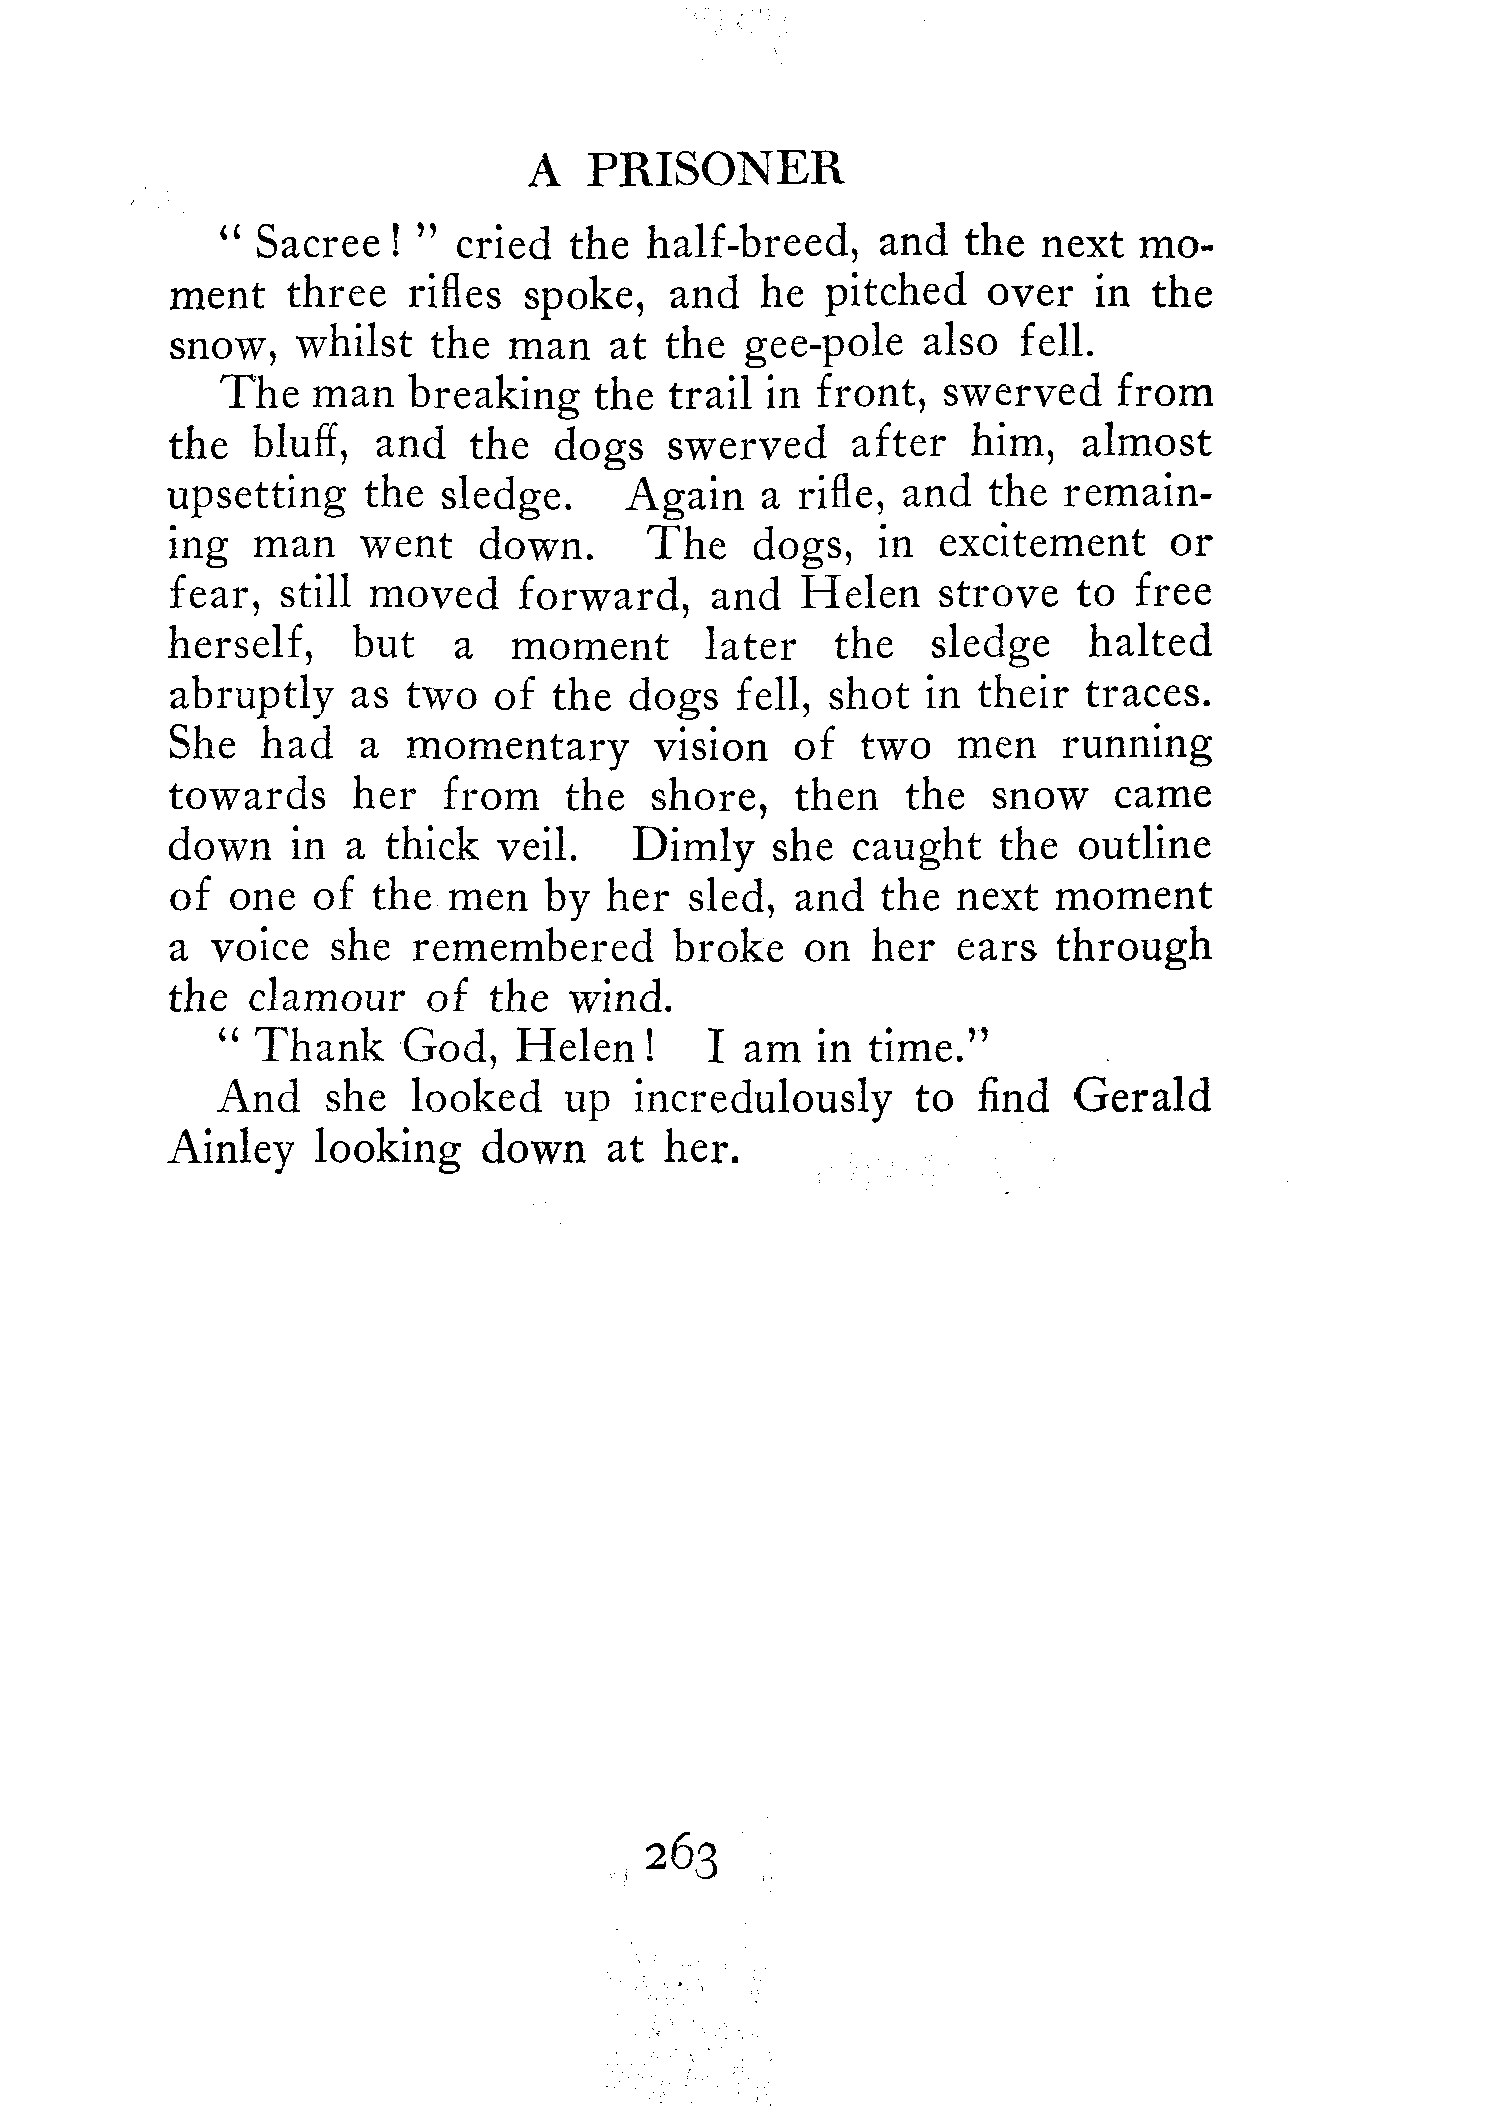 A PRISONER
“ Sacree ! ” cried the half-breed, and the next mo-
ment three rifles spoke, and he pitched over in the
snow, whilst the man at the gee-pole also fell.
The man breaking the trail in front, swerved from
the bluff, and the dogs swerved after him, almost
upsetting the sledge. Again a rifle, and the remain-
ing man went down. The dogs, in excitement or
fear, still moved forward, and Helen strove to free
herself, but a moment later the sledge halted
abruptly as two of the dogs fell, shot in their traces.
She had a momentary vision of two men running
towards her from the shore, then the snow came
down in a thick veil. Dimly she caught the outline
of one of the men by her sled, and the next moment
a voice she remembered broke on her ears through
the clamour of the wind.
“ Thank God, Helen ! I am in time.”
And she looked up incredulously to find Gerald
Ainley looking down at her.
263